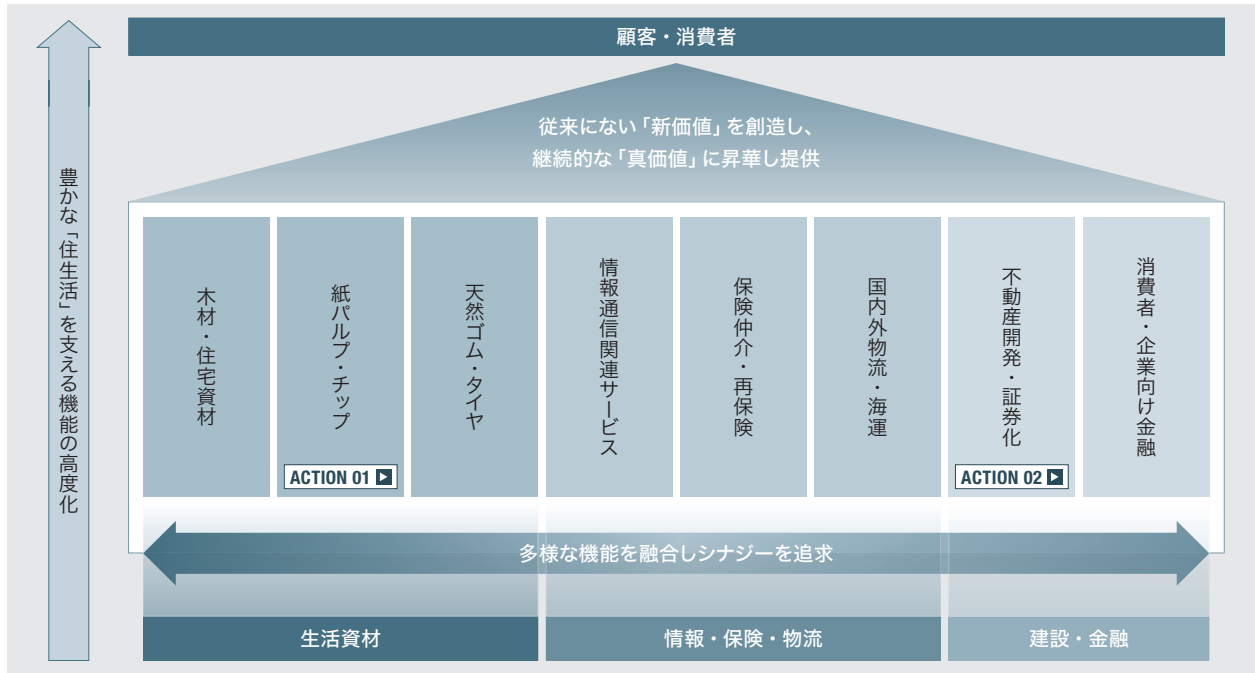 顧客・消費者
従来にない「新価値」を創造し、
継続的な「真価値」に昇華し提供
豊かな「住生活」を支える機能の高度化
木材・住宅資材
紙パルプ・チップ
ACTION 01
天然ゴム・タイヤ
情報通信関連サービス
保険仲介・再保険
国内外物流・海運
不動産開発・証券化
ACTION 02
消費者・企業向け金融
多様な機能を融合しシナジーを追求
生活資材
情報・保険・物流
建設・金融